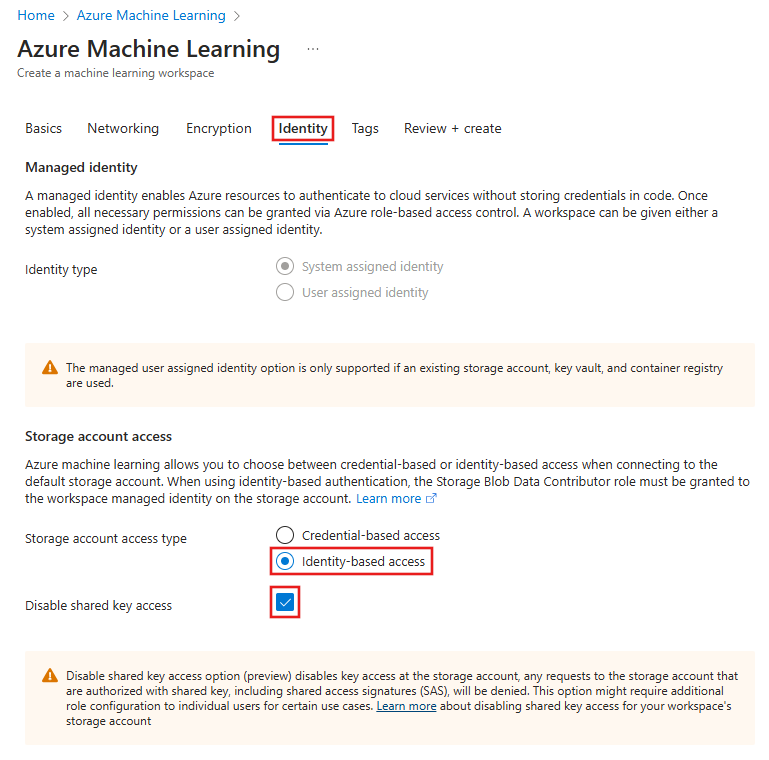 Home > Azure Machine Learning >
Azure Machine Learning ...
Create a machine learning workspace
Basics Networking Encryption Identity Tags Review + create
Managed identity
A managed identity enables Azure resources to authenticate to cloud services without storing credentials in code. Once
enabled, all necessary permissions can be granted via Azure role-based access control. A workspace can be given either a
system assigned identity or a user assigned identity.
Identity type
System assigned identity
User assigned identity
The managed user assigned identity option is only supported if an existing storage account, key vault, and container registry
are used.
Storage account access
Azure machine learning allows you to choose between credential-based or identity-based access when connecting to the
default storage account. When using identity-based authentication, the Storage Blob Data Contributor role must be granted to
the workspace managed identity on the storage account. Learn more
Storage account access type
Credential-based access
Identity-based access
Disable shared key access
Disable shared key access option (preview) disables key access at the storage account, any requests to the storage account that
are authorized with shared key, including shared access signatures (SAS), will be denied. This option might require additional
role configuration to individual users for certain use cases. Learn more about disabling shared key access for your workspace's
storage account